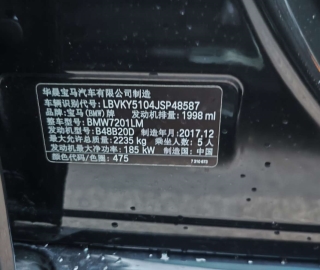 华晨宝马汽车有限公司制造
车辆识别代号: LBVKY5104JSP48587
品牌: 宝马(BMW)牌 发动机排量: 1998 ml
整车型号: BMW7201LM
发动机型号: B48B20D 制造年月: 2017.12
最大允许总质量: 2235 kg 乘坐人数: 5 人
发动机最大净功率: 185 kW 制造国: 中国
颜色代码/色圈: 475